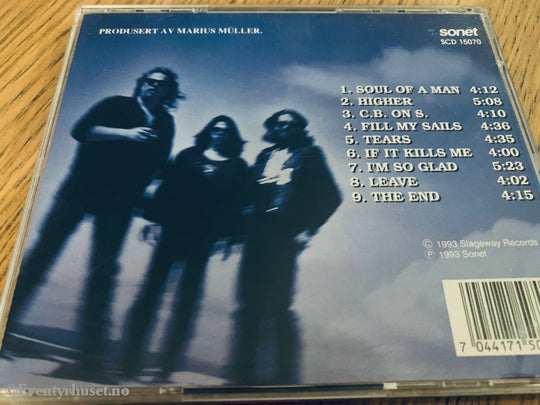 PRODUSERT AV MARIUS MÜLLER.
sonet
SCD 15070
1. SOUL OF A MAN 4:12
2. HIGHER 5:08
3. C.B. ON S. 4:10
4. FILL MY SAILS 4:36
5. TEARS 4:35
6. IF IT KILLS ME 4:00
7. I'M SO GLAD 5:23
8. LEAVE 4:02
9. THE END 4:15
© 1993 Stageway Records
℗ 1993 Sonet
7 044171 50
©Eventyrhuset.no